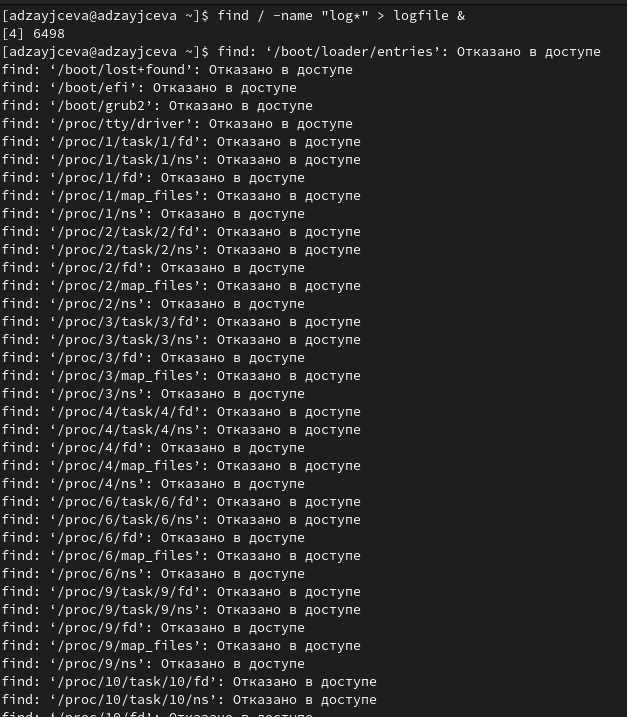 [adzayjceva@adzayjceva ~]$ find / -name "log*" > logfile &
[4] 6498
[adzayjceva@adzayjceva ~]$ find: ‘/boot/loader/entries’: Отказано в доступе
find: ‘/boot/lost+found’: Отказано в доступе
find: ‘/boot/efi’: Отказано в доступе
find: ‘/boot/grub2’: Отказано в доступе
find: ‘/proc/tty/driver’: Отказано в доступе
find: ‘/proc/1/task/1/fd’: Отказано в доступе
find: ‘/proc/1/task/1/ns’: Отказано в доступе
find: ‘/proc/1/fd’: Отказано в доступе
find: ‘/proc/1/map_files’: Отказано в доступе
find: ‘/proc/1/ns’: Отказано в доступе
find: ‘/proc/2/task/2/fd’: Отказано в доступе
find: ‘/proc/2/task/2/ns’: Отказано в доступе
find: ‘/proc/2/fd’: Отказано в доступе
find: ‘/proc/2/map_files’: Отказано в доступе
find: ‘/proc/2/ns’: Отказано в доступе
find: ‘/proc/3/task/3/fd’: Отказано в доступе
find: ‘/proc/3/task/3/ns’: Отказано в доступе
find: ‘/proc/3/fd’: Отказано в доступе
find: ‘/proc/3/map_files’: Отказано в доступе
find: ‘/proc/3/ns’: Отказано в доступе
find: ‘/proc/4/task/4/fd’: Отказано в доступе
find: ‘/proc/4/task/4/ns’: Отказано в доступе
find: ‘/proc/4/fd’: Отказано в доступе
find: ‘/proc/4/map_files’: Отказано в доступе
find: ‘/proc/4/ns’: Отказано в доступе
find: ‘/proc/6/task/6/fd’: Отказано в доступе
find: ‘/proc/6/task/6/ns’: Отказано в доступе
find: ‘/proc/6/fd’: Отказано в доступе
find: ‘/proc/6/map_files’: Отказано в доступе
find: ‘/proc/6/ns’: Отказано в доступе
find: ‘/proc/9/task/9/fd’: Отказано в доступе
find: ‘/proc/9/task/9/ns’: Отказано в доступе
find: ‘/proc/9/fd’: Отказано в доступе
find: ‘/proc/9/map_files’: Отказано в доступе
find: ‘/proc/9/ns’: Отказано в доступе
find: ‘/proc/10/task/10/fd’: Отказано в доступе
find: ‘/proc/10/task/10/ns’: Отказано в доступе
find: ‘/proc/10/fd’: Отказано в доступе